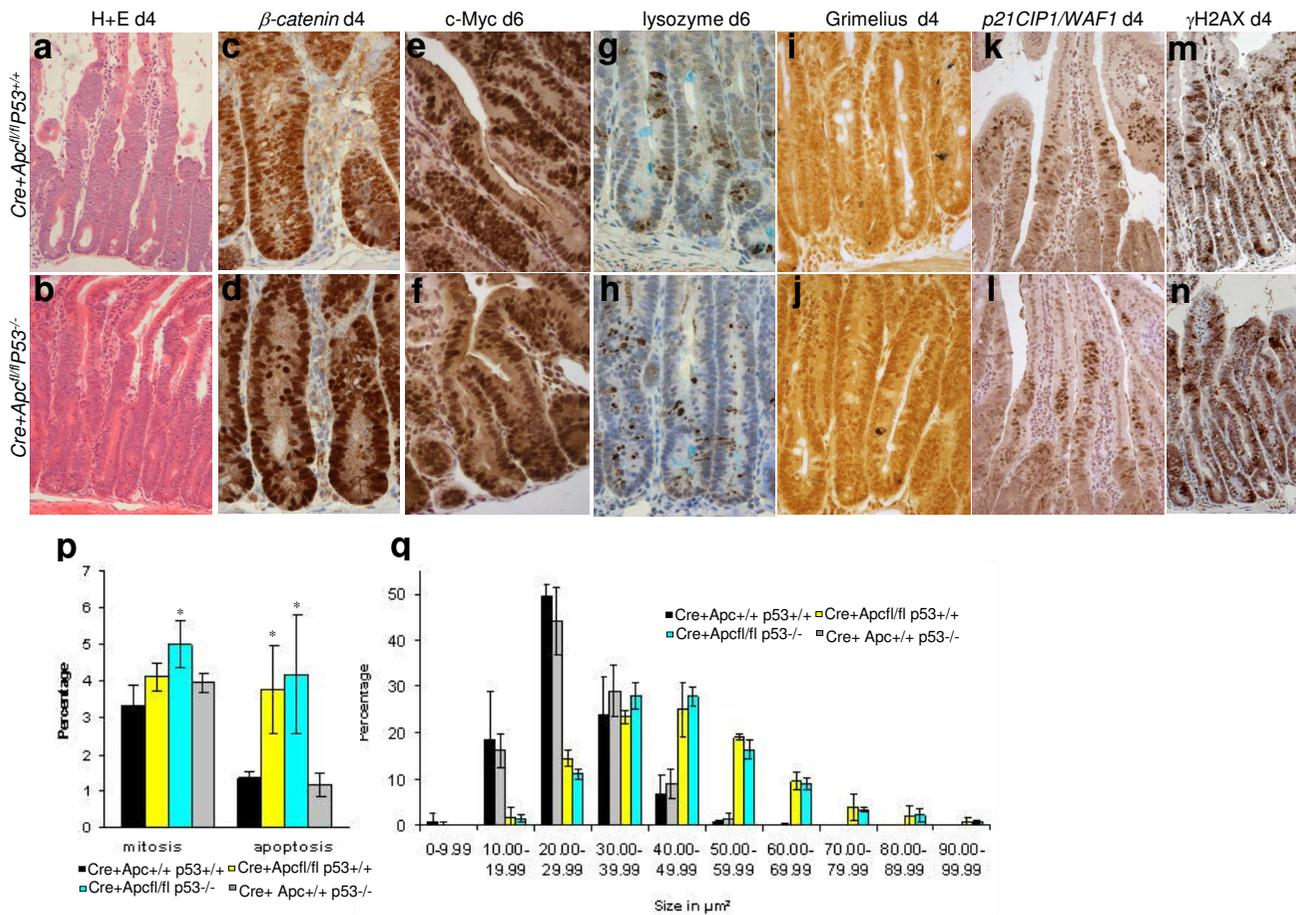 H+E d4 β-catenin d4 c-Myc d6 lysozyme d6 Grimelius d4 p21CIP1/WAF1 d4 γH2AX d4
Cre+Apcfl/flP53+/+
a c e g i k m
Cre+Apcfl/flP53-/-
b d f h j l n
p
7
6
5
4
3
2
1
0
Percentage
* * *
mitosis apoptosis
Cre+Apc+/+ p53+/+ Cre+Apcfl/fl p53+/+
Cre+Apcfl/fl p53-/- Cre+ Apc+/+ p53-/-
q
50
40
30
20
10
0
Percentage
Cre+Apc+/+ p53+/+ Cre+Apcfl/fl p53+/+
Cre+Apcfl/fl p53-/- Cre+ Apc+/+ p53-/-
0-9.99 10.00- 20.00- 30.00- 40.00- 50.00- 60.00- 70.00- 80.00- 90.00-
19.99 29.99 39.99 49.99 59.99 69.99 79.99 89.99 99.99
Size in µm²